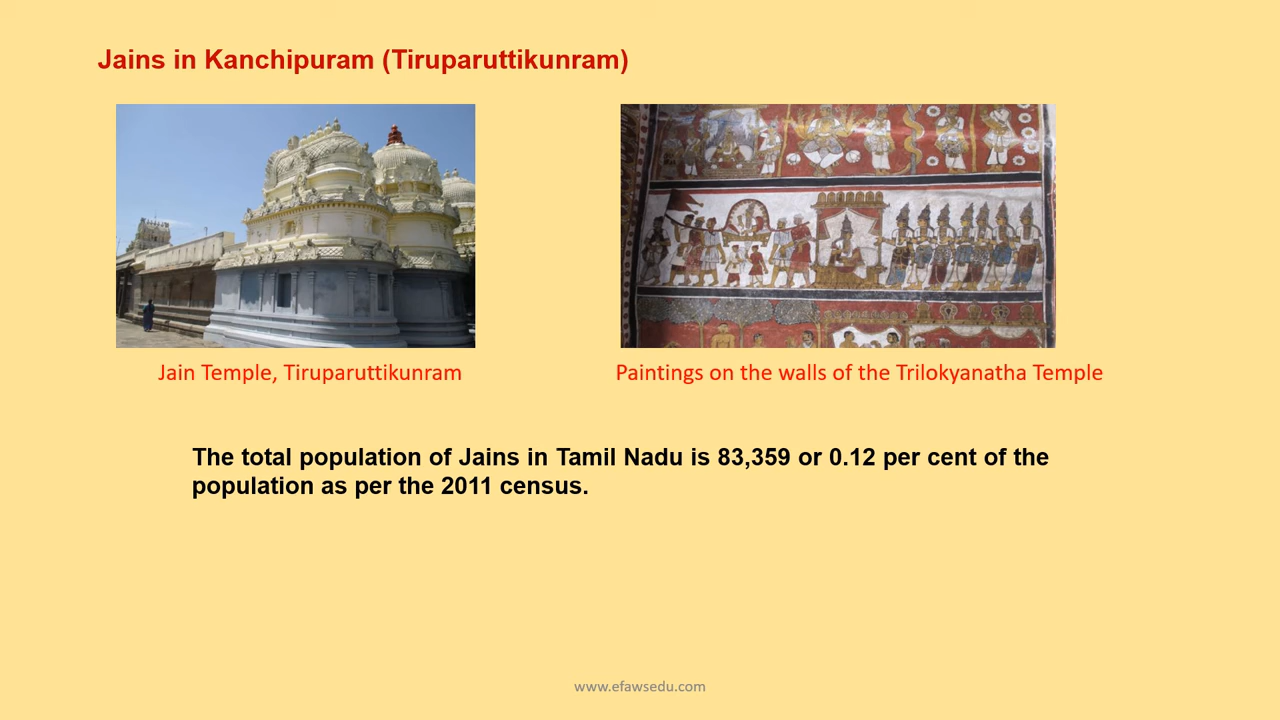 Jains in Kanchipuram (Tiruparuttikunram)
Jain Temple, Tiruparuttikunram
Paintings on the walls of the Trilokyanatha Temple
The total population of Jains in Tamil Nadu is 83,359 or 0.12 per cent of the
population as per the 2011 census.
www.efawsedu.com